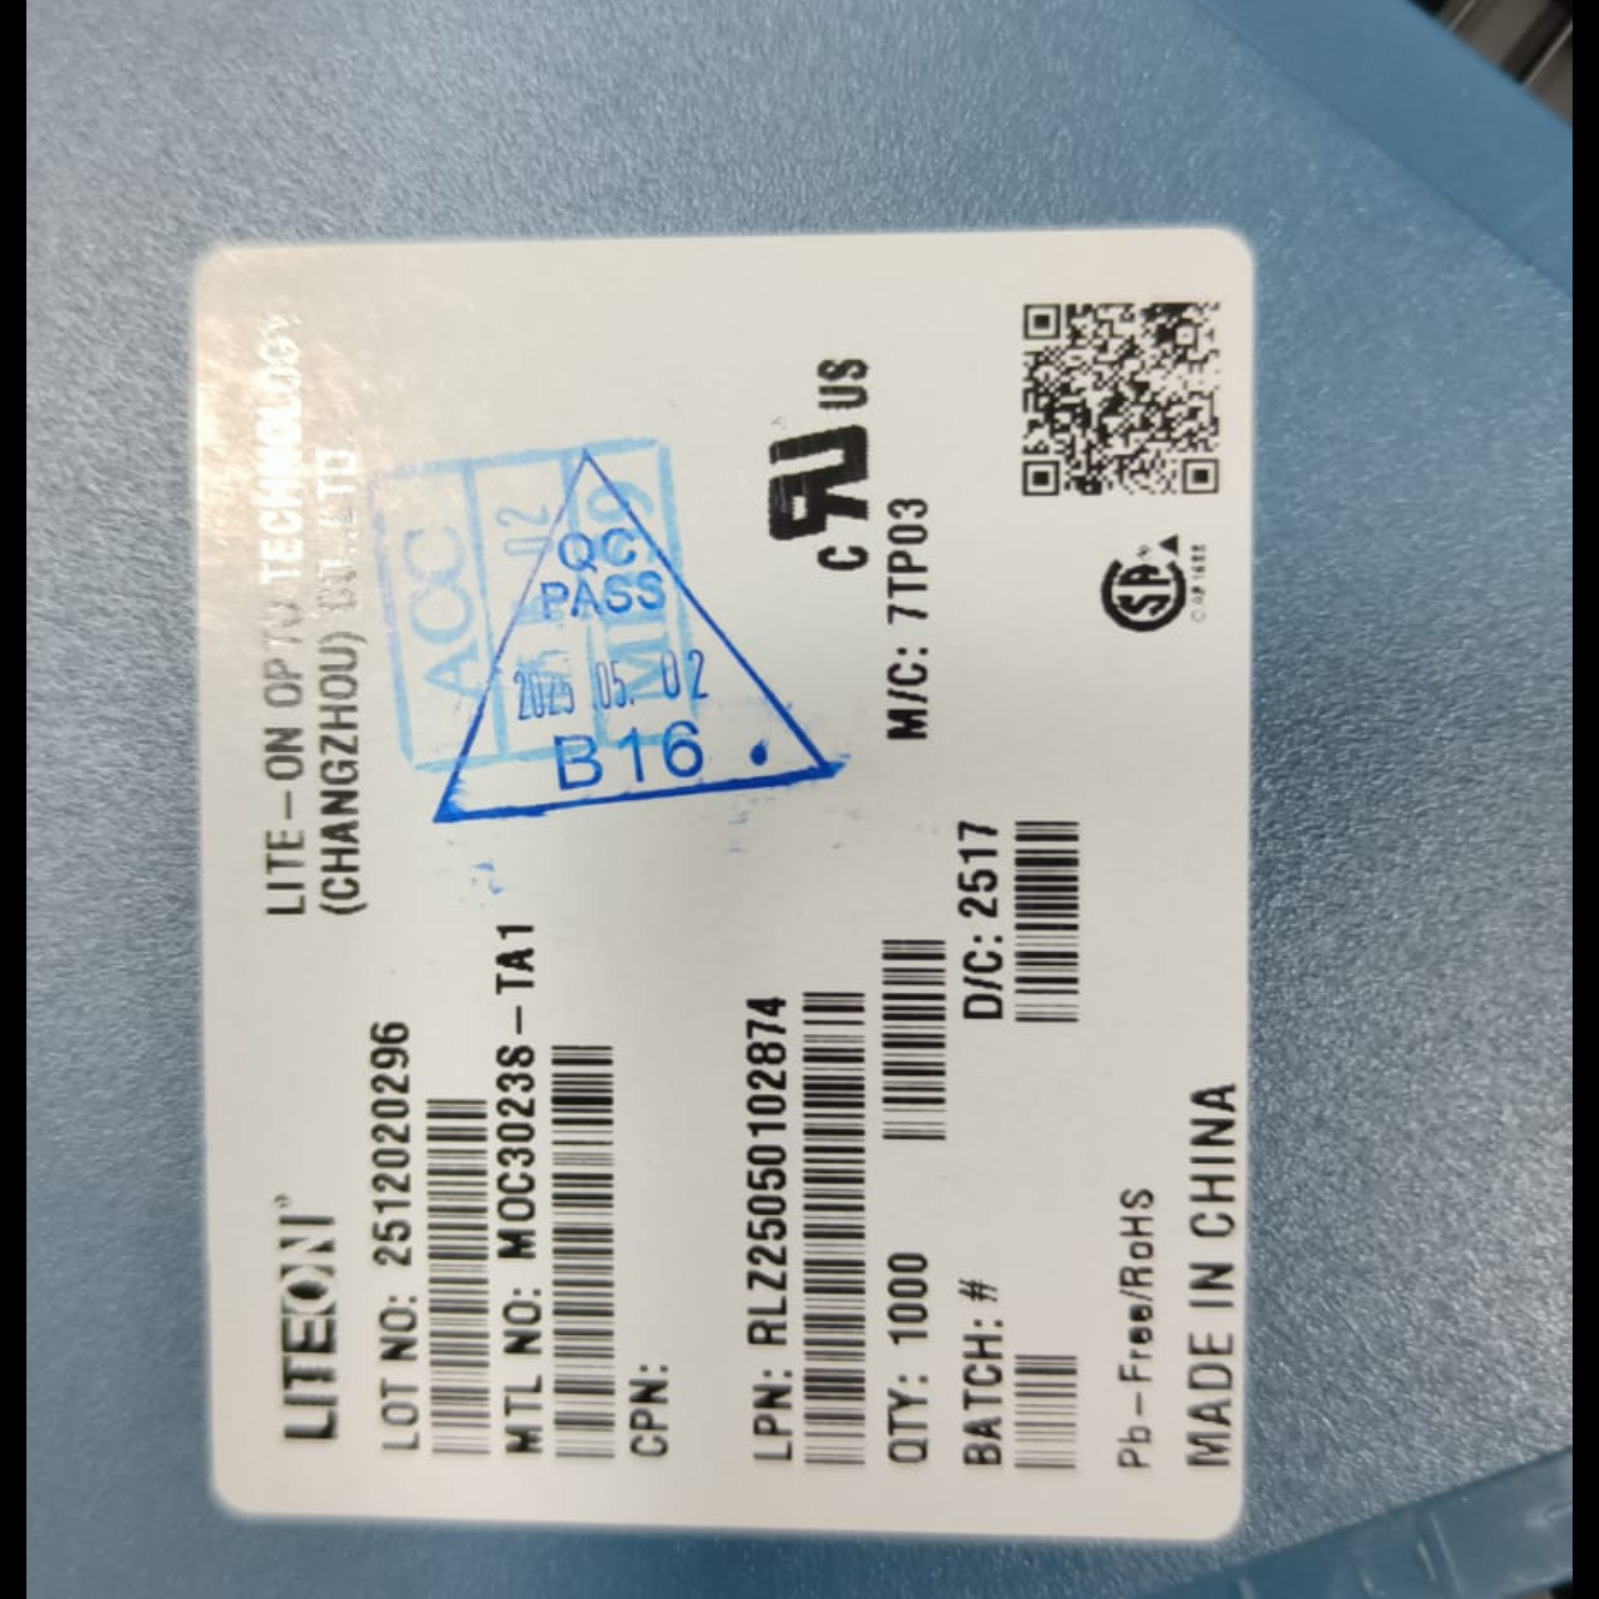 LITEON®
LITE-ON OPTO TECHNOLOGY
(CHANGZHOU) CO.,LTD
LOT NO: 2512020296
MTL NO: MOC3023S-TA1
CPN:
ACC
QC
PASS
2025 05. 02
B16
LPN: RLZ25050102874
C US
QTY: 1000
M/C: 7TP03
BATCH: #
D/C: 2517
Pb-Free/RoHS
MADE IN CHINA